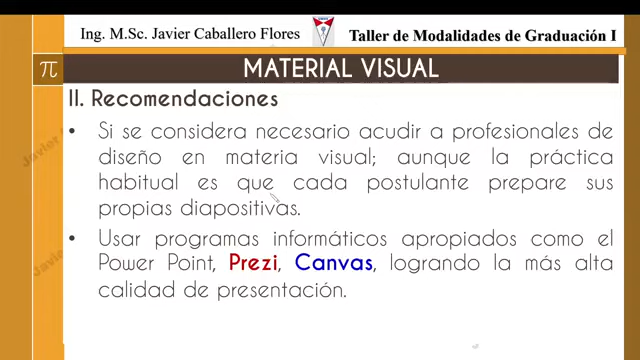 Ing. M.Sc. Javier Caballero Flores
Taller de Modalidades de Graduación I
π
MATERIAL VISUAL
II. Recomendaciones
• Si se considera necesario acudir a profesionales de
diseño en materia visual; aunque la práctica
habitual es que cada postulante prepare sus
propias diapositivas.
• Usar programas informáticos apropiados como el
Power Point, Prezi, Canvas, logrando la más alta
calidad de presentación.